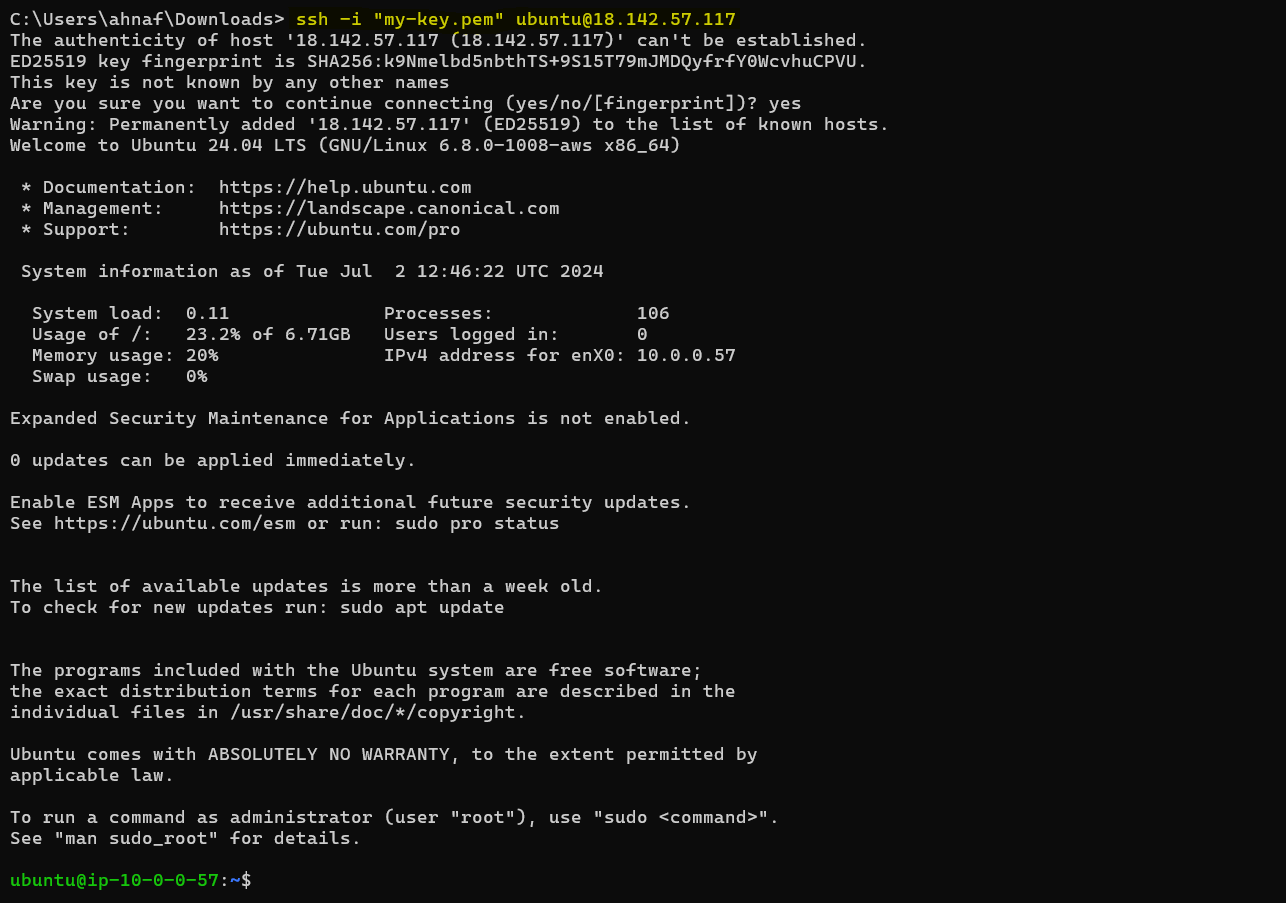 C:\Users\ahnaf\Downloads> ssh -i "my-key.pem" ubuntu@18.142.57.117
The authenticity of host '18.142.57.117 (18.142.57.117)' can't be established.
ED25519 key fingerprint is SHA256:k9Nmelbd5nbthTS+9S15T79mJMDQyfrfY0WcvhuCPVU.
This key is not known by any other names
Are you sure you want to continue connecting (yes/no/[fingerprint])? yes
Warning: Permanently added '18.142.57.117' (ED25519) to the list of known hosts.
Welcome to Ubuntu 24.04 LTS (GNU/Linux 6.8.0-1008-aws x86_64)

 * Documentation:  https://help.ubuntu.com
 * Management:     https://landscape.canonical.com
 * Support:        https://ubuntu.com/pro

 System information as of Tue Jul  2 12:46:22 UTC 2024

  System load:  0.11              Processes:             106
  Usage of /:   23.2% of 6.71GB   Users logged in:       0
  Memory usage: 20%               IPv4 address for enX0: 10.0.0.57
  Swap usage:   0%

Expanded Security Maintenance for Applications is not enabled.

0 updates can be applied immediately.

Enable ESM Apps to receive additional future security updates.
See https://ubuntu.com/esm or run: sudo pro status


The list of available updates is more than a week old.
To check for new updates run: sudo apt update


The programs included with the Ubuntu system are free software;
the exact distribution terms for each program are described in the
individual files in /usr/share/doc/*/copyright.

Ubuntu comes with ABSOLUTELY NO WARRANTY, to the extent permitted by
applicable law.

To run a command as administrator (user "root"), use "sudo <command>".
See "man sudo_root" for details.

ubuntu@ip-10-0-0-57:~$